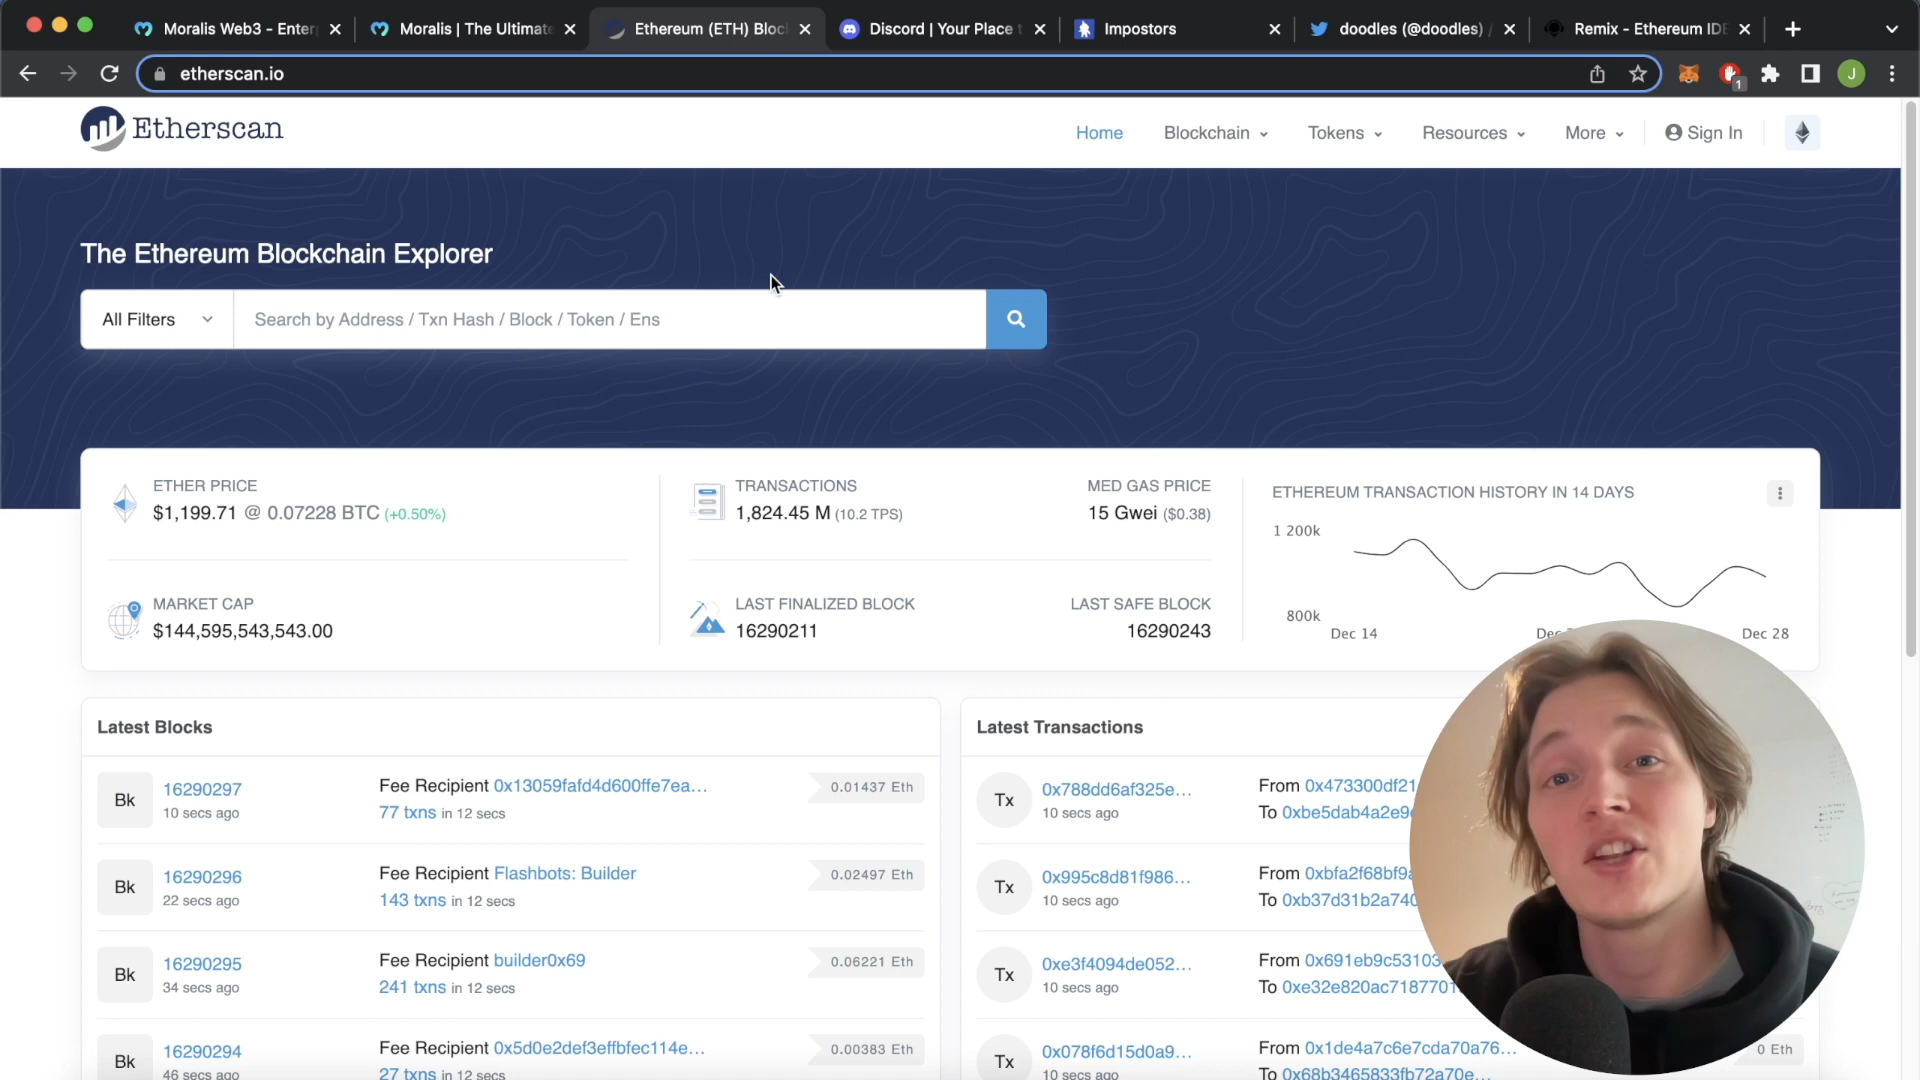 Moralis Web3 - Enter
Moralis | The Ultimate
Ethereum (ETH) Bloc
Discord | Your Place
Impostors
doodles (@doodles) /
Remix - Ethereum IDE
etherscan.io
1
J
Etherscan
Home
Blockchain
Tokens
Resources
More
Sign In
The Ethereum Blockchain Explorer
All Filters
Search by Address / Txn Hash / Block / Token / Ens
ETHER PRICE
$1,199.71 @ 0.07228 BTC (+0.50%)
TRANSACTIONS
1,824.45 M (10.2 TPS)
MED GAS PRICE
15 Gwei ($0.38)
MARKET CAP
$144,595,543,543.00
LAST FINALIZED BLOCK
16290211
LAST SAFE BLOCK
16290243
ETHEREUM TRANSACTION HISTORY IN 14 DAYS
1 200k
800k
Dec 14
Dec
Dec 28
Latest Blocks
Bk
16290297
10 secs ago
Fee Recipient 0x13059fafd4d600ffe7ea...
77 txns in 12 secs
0.01437 Eth
Bk
16290296
22 secs ago
Fee Recipient Flashbots: Builder
143 txns in 12 secs
0.02497 Eth
Bk
16290295
34 secs ago
Fee Recipient builder0x69
241 txns in 12 secs
0.06221 Eth
Bk
16290294
46 secs ago
Fee Recipient 0x5d0e2def3effbfec114e...
27 txns in 12 secs
0.00383 Eth
Latest Transactions
Tx
0x788dd6af325e...
10 secs ago
From 0x473300df21
To 0xbe5dab4a2e9
Tx
0x995c8d81f986...
10 secs ago
From 0xbfa2f68bf9
To 0xb37d31b2a740
Tx
0xe3f4094de052...
10 secs ago
From 0x691eb9c53103
To 0xe32e820ac718770
Tx
0x078f6d15d0a9...
10 secs ago
From 0x1de4a7c6e7cda70a76...
To 0x68b3465833fb72a70e...
0 Eth